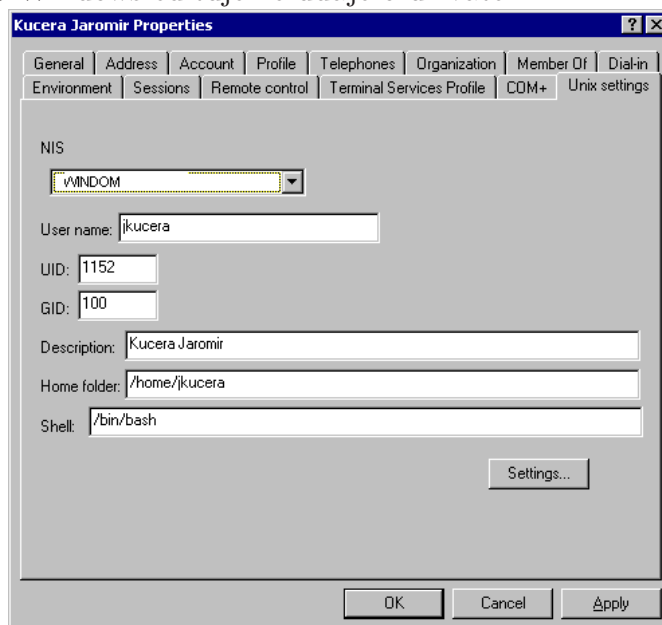 Kucera Jaromir Properties
General Address Account Profile Telephones Organization Member Of Dial-in
Environment Sessions Remote control Terminal Services Profile COM+ Unix settings
NIS
WINDOM
User name: jkucera
UID: 1152
GID: 100
Description: Kucera Jaromir
Home folder: /home/jkucera
Shell: /bin/bash
Settings...
OK Cancel Apply